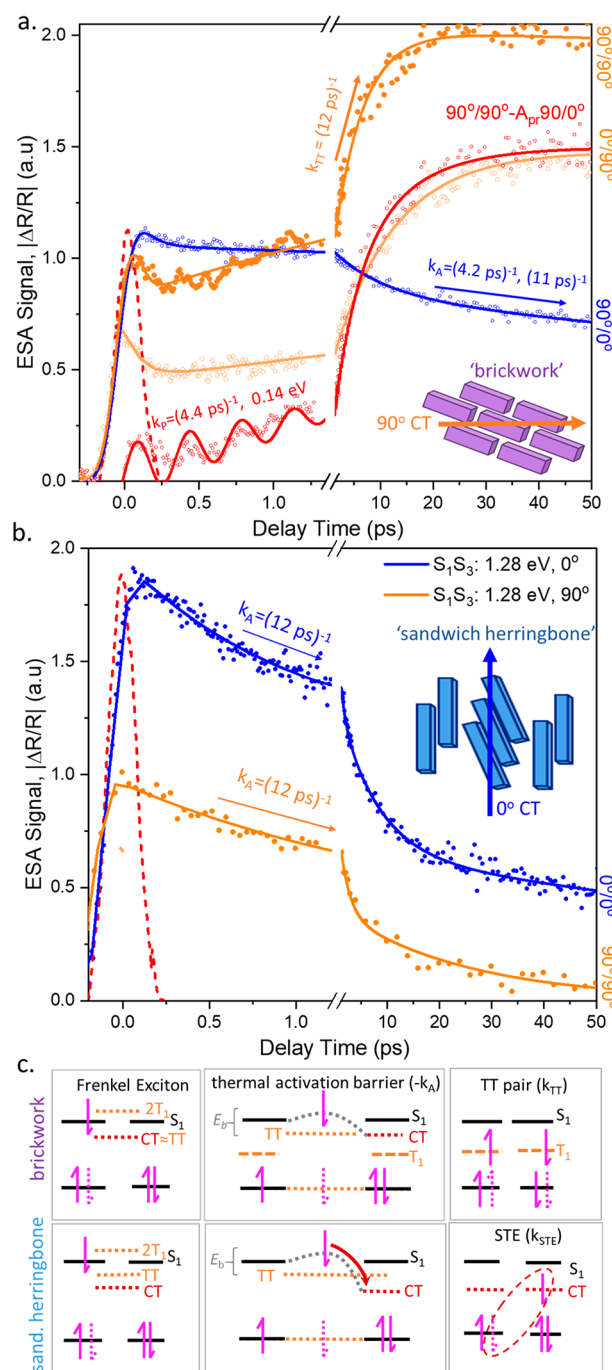 a.
2.0
1.5
1.0
0.5
0.0
ESA Signal, |ΔR/R| (a.u)
k_TT = (12 ps)⁻¹
90°/90°-A_pr90/0°
k_A=(4.2 ps)⁻¹, (11 ps)⁻¹
k_P=(4.4 ps)⁻¹, 0.14 eV
'brickwork'
90° CT
90°/90°
0°/90°
90°/0°
0.0 0.5 1.0 10 20 30 40 50
Delay Time (ps)
b.
2.0
1.5
1.0
0.5
0.0
ESA Signal, |ΔR/R| (a.u)
S₁S₃: 1.28 eV, 0°
S₁S₃: 1.28 eV, 90°
k_A=(12 ps)⁻¹
'sandwich herringbone'
k_A=(12 ps)⁻¹
0° CT
0°/0°
90°/90°
0.0 0.5 1.0 10 20 30 40 50
Delay Time (ps)
c.
brickwork
Frenkel Exciton
2T₁
S₁
CT≈TT
thermal activation barrier (-k_A)
E_b
S₁
TT
CT
T₁
TT pair (k_TT)
S₁
T₁
sand. herringbone
2T₁
S₁
TT
CT
E_b
S₁
TT
CT
STE (k_STE)
S₁
CT